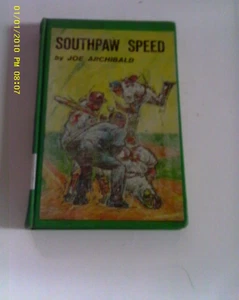 SOUTHPAW SPEED
by JOE ARCHIBALD
01/01/2010 PM 08:07